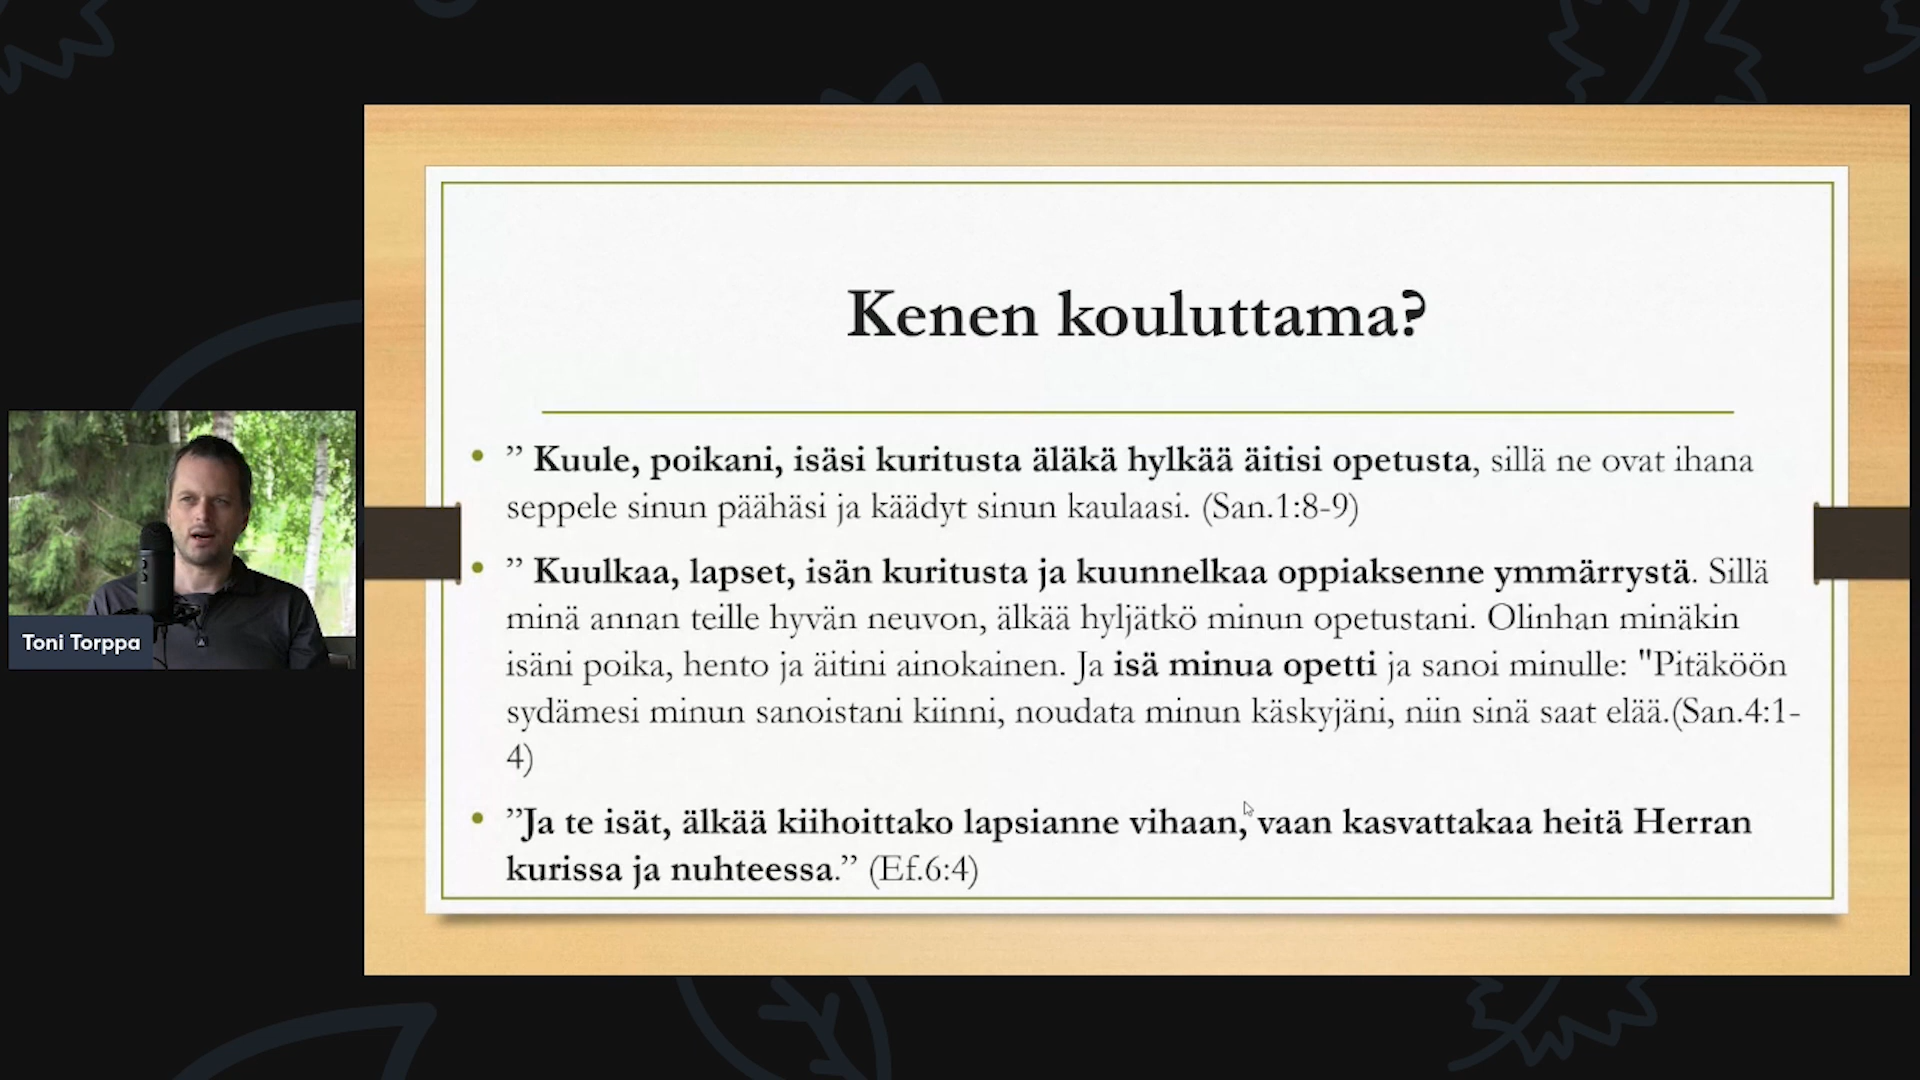 Kenen kouluttama?
” Kuule, poikani, isäsi kuritusta äläkä hylkää äitisi opetusta, sillä ne ovat ihana
seppele sinun päähäsi ja käädyt sinun kaulaasi. (San.1:8-9)
” Kuulkaa, lapset, isän kuritusta ja kuunnelkaa oppiaksenne ymmärrystä. Sillä
minä annan teille hyvän neuvon, älkää hyljätkö minun opetustani. Olinhan minäkin
isäni poika, hento ja äitini ainokainen. Ja isä minua opetti ja sanoi minulle: "Pitäköön
sydämesi minun sanoistani kiinni, noudata minun käskyjäni, niin sinä saat elää.(San.4:1-
4)
”Ja te isät, älkää kiihoittako lapsianne vihaan, vaan kasvattakaa heitä Herran
kurissa ja nuhteessa.” (Ef.6:4)
Toni Torppa